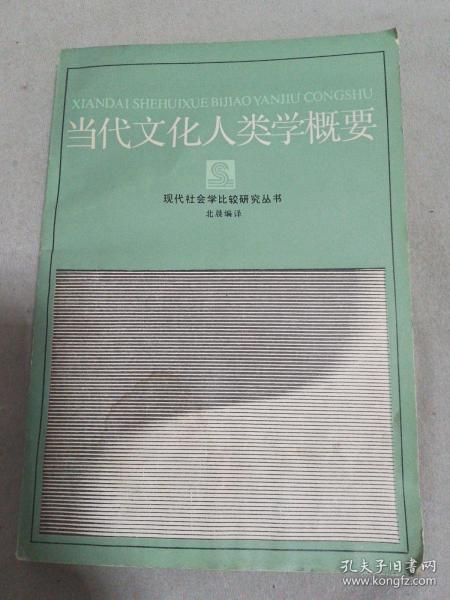 XIANDAI SHEHUIXUE BIJIAO YANJIU CONGSHU
当代文化人类学概要
S
现代社会学比较研究丛书
北晨编译
孔夫子旧书网
www.kongfz.com